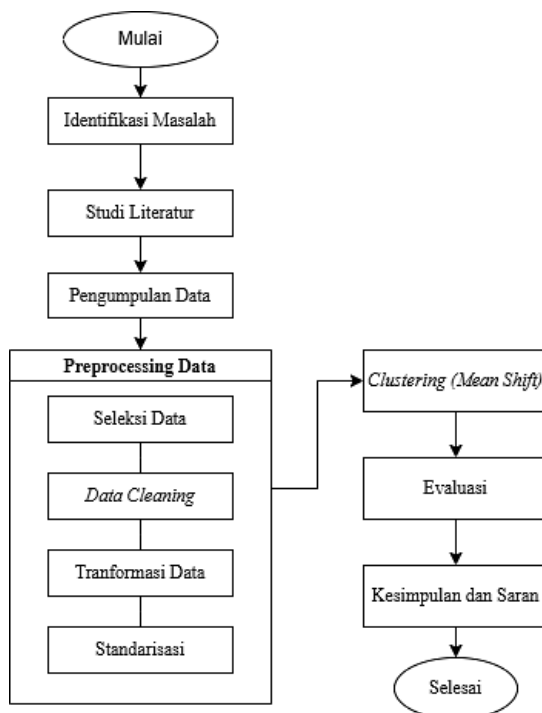 Mulai
Identifikasi Masalah
Studi Literatur
Pengumpulan Data
Preprocessing Data
Seleksi Data
Data Cleaning
Tranformasi Data
Standarisasi
Clustering (Mean Shift)
Evaluasi
Kesimpulan dan Saran
Selesai